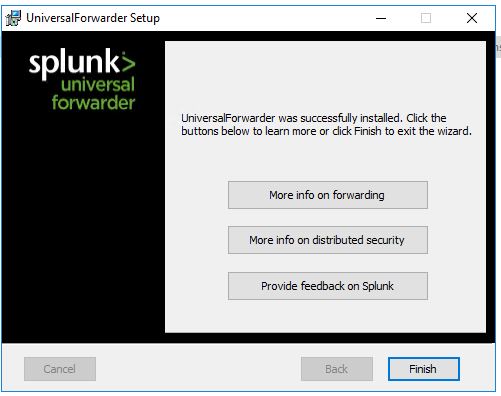 UniversalForwarder Setup
splunk>
universal
forwarder
UniversalForwarder was successfully installed. Click the
buttons below to learn more or click Finish to exit the wizard.
More info on forwarding
More info on distributed security
Provide feedback on Splunk
Cancel
Back
Finish